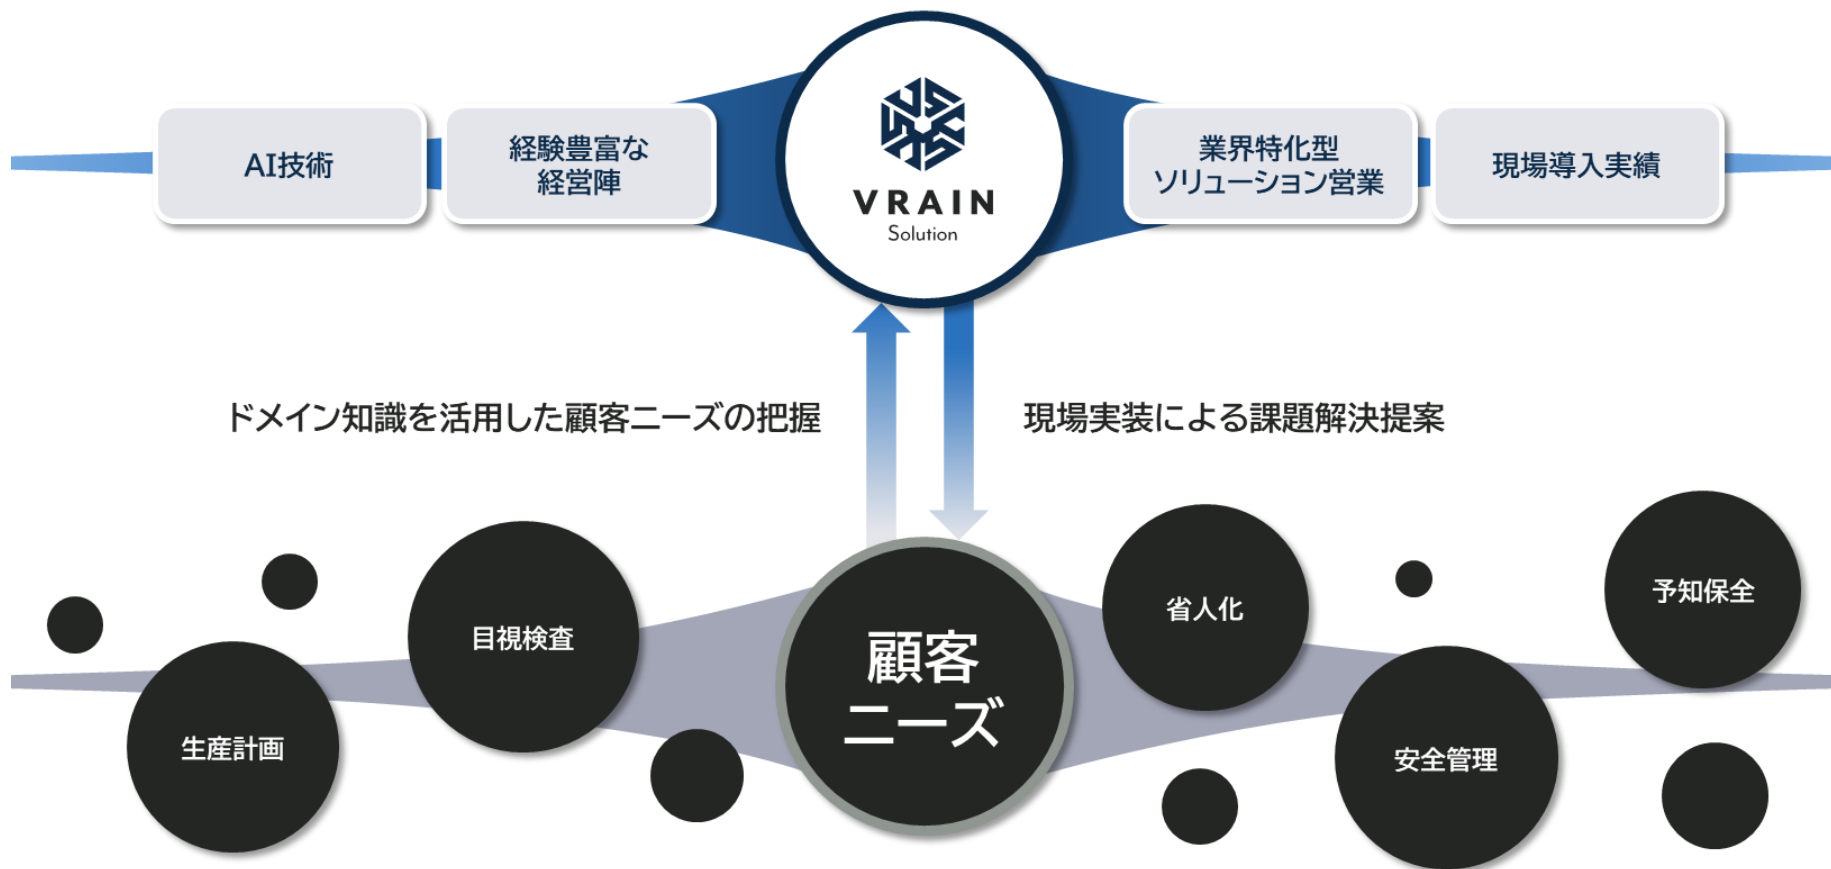 AI技術
経験豊富な
経営陣
VRAIN
Solution
業界特化型
ソリューション営業
現場導入実績
ドメイン知識を活用した顧客ニーズの把握
現場実装による課題解決提案
生産計画
目視検査
顧客
ニーズ
省人化
安全管理
予知保全